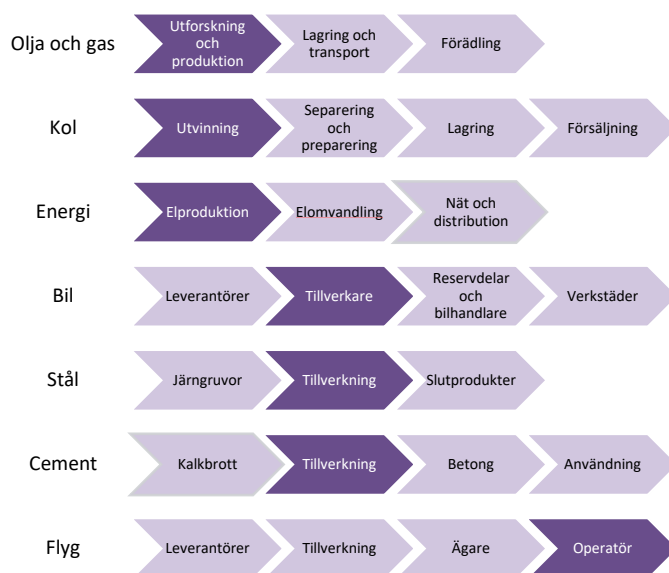 Olja och gas
Utforskning
och
produktion
Lagring och
transport
Förädling
Kol
Utvinning
Separering
och
preparering
Lagring
Försäljning
Energi
Elproduktion
Elomvandling
Nät och
distribution
Bil
Leverantörer
Tillverkare
Reservdelar
och
bilhandlare
Verkstäder
Stål
Järngruvor
Tillverkning
Slutprodukter
Cement
Kalkbrott
Tillverkning
Betong
Användning
Flyg
Leverantörer
Tillverkning
Ägare
Operatör